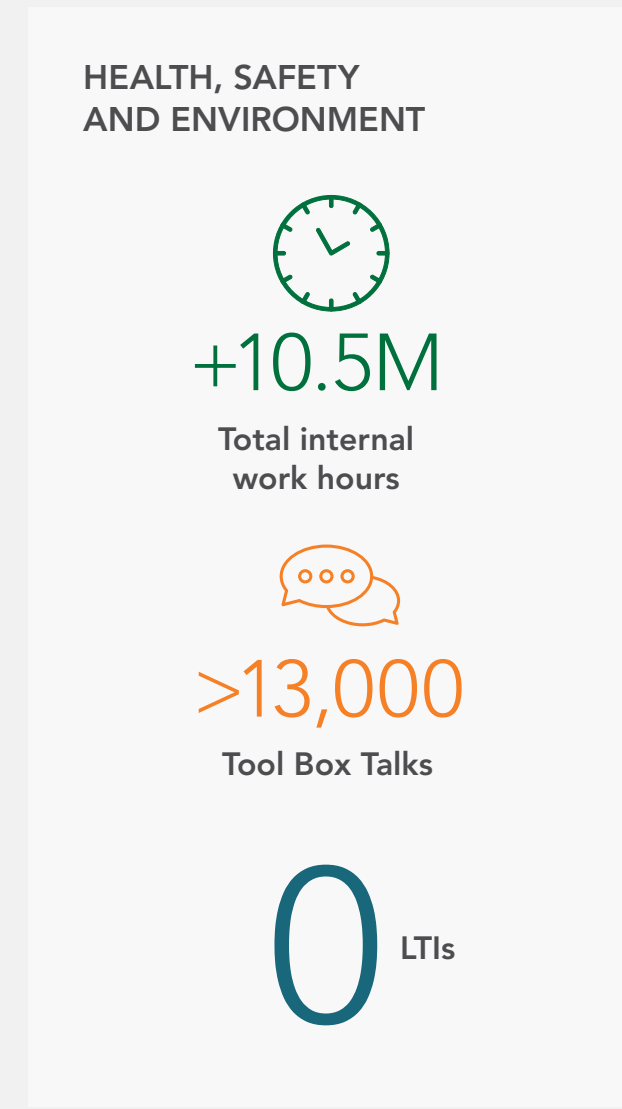 HEALTH, SAFETY
AND ENVIRONMENT
+10.5M
Total internal
work hours
>13,000
Tool Box Talks
0 LTIs